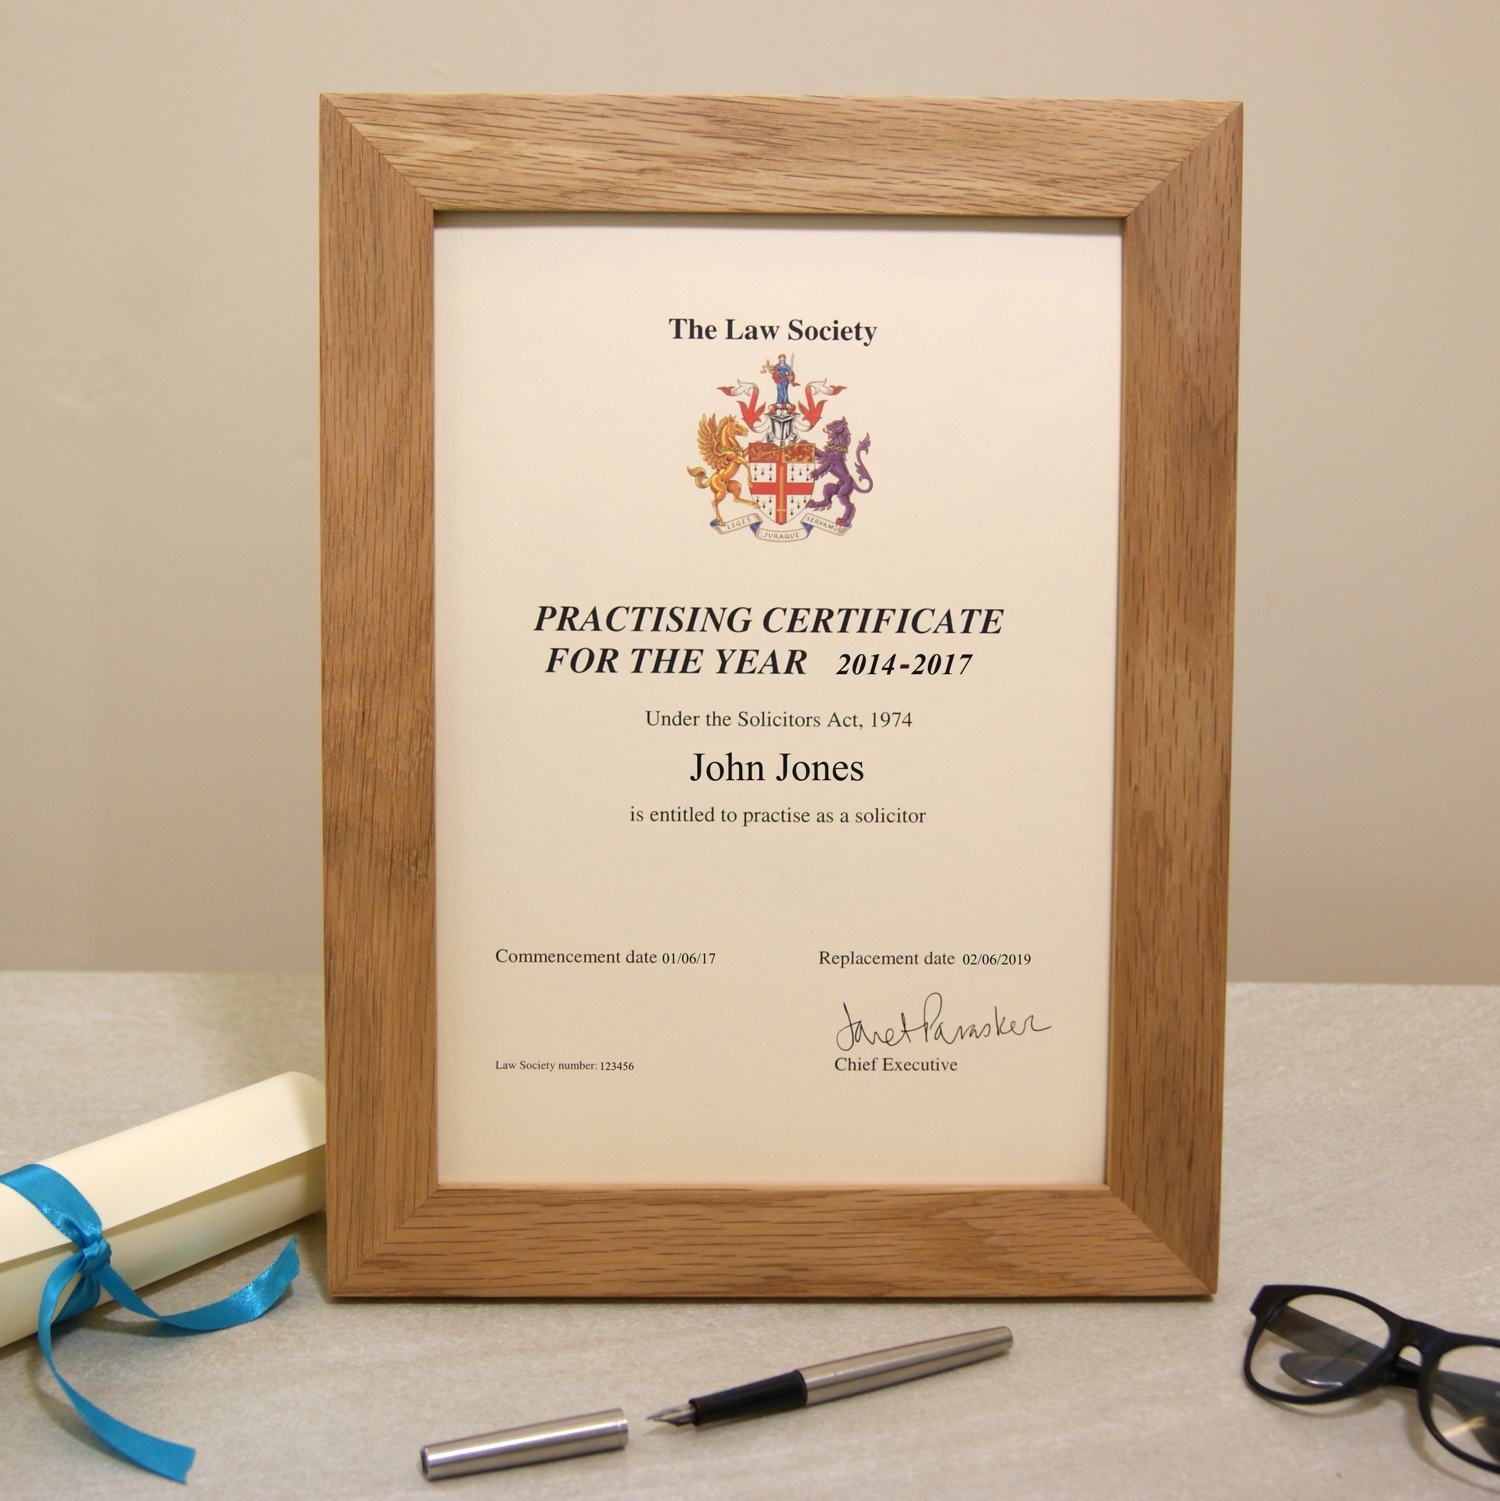 The Law Society
LEGES JURAQUE SERVAMUS
PRACTISING CERTIFICATE
FOR THE YEAR 2014-2017
Under the Solicitors Act, 1974
John Jones
is entitled to practise as a solicitor
Commencement date 01/06/17 Replacement date 02/06/2019
Janet Paraskev
Law Society number: 123456 Chief Executive